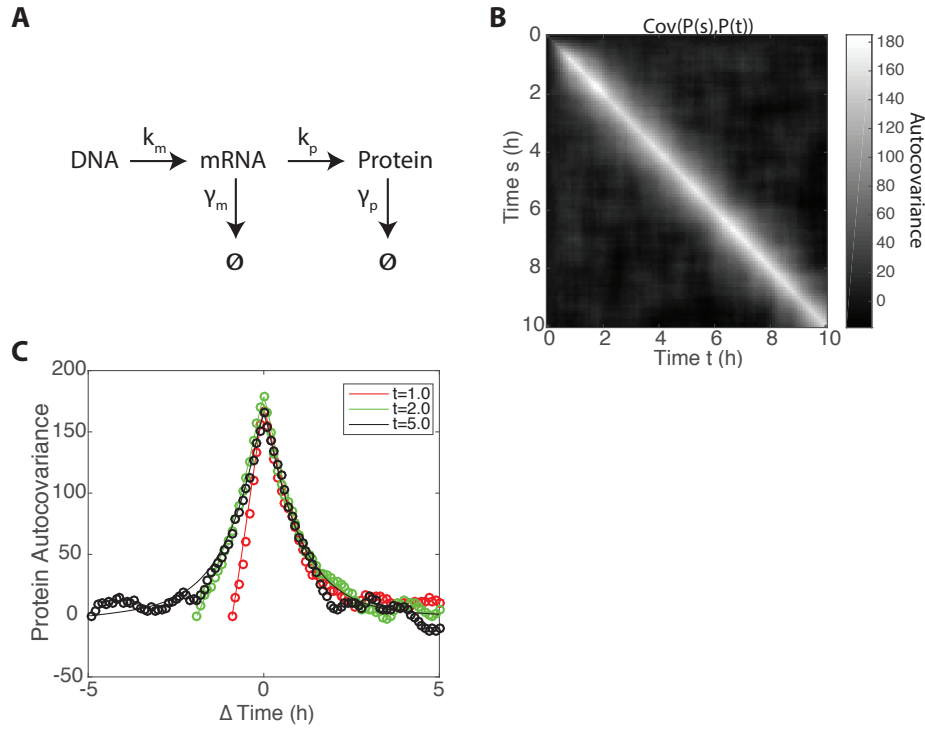 A
DNA
k_m
mRNA
k_p
Protein
γ_m
γ_p
Ø
Ø
B
Cov(P(s),P(t))
0
2
4
6
8
10
Time s (h)
0
2
4
6
8
10
Time t (h)
180
160
140
120
100
80
60
40
20
0
Autocovariance
C
200
150
100
50
0
-50
Protein Autocovariance
t=1.0
t=2.0
t=5.0
-5
0
5
Δ Time (h)